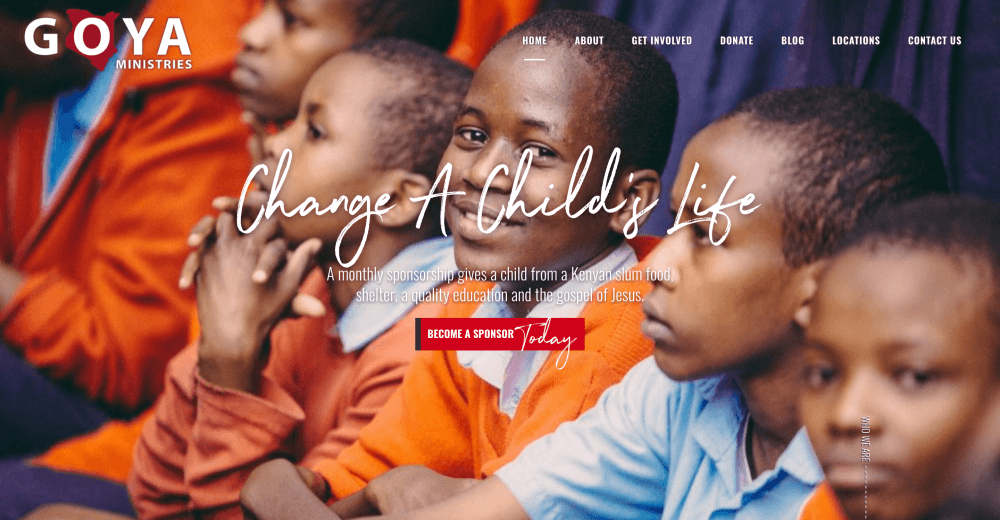 GOYA
MINISTRIES
HOME ABOUT GET INVOLVED DONATE BLOG LOCATIONS CONTACT US
Change A Child's Life
A monthly sponsorship gives a child from a Kenyan slum food,
shelter, a quality education and the gospel of Jesus.
BECOME A SPONSOR Today
WHO WE ARE